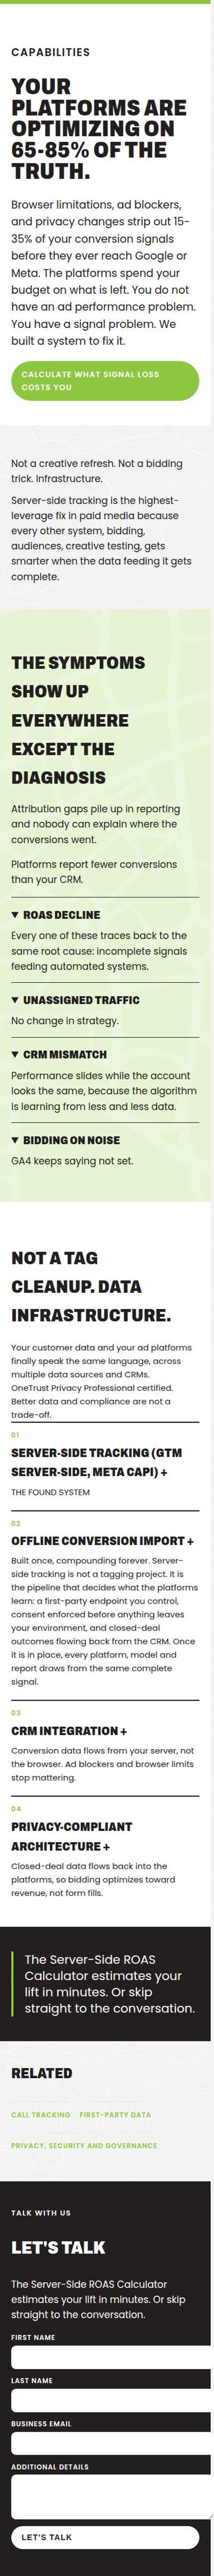 CAPABILITIES
YOUR
PLATFORMS ARE
OPTIMIZING ON
65-85% OF THE
TRUTH.
Browser limitations, ad blockers,
and privacy changes strip out 15-
35% of your conversion signals
before they ever reach Google or
Meta. The platforms spend your
budget on what is left. You do not
have an ad performance problem.
You have a signal problem. We
built a system to fix it.
CALCULATE WHAT SIGNAL LOSS
COSTS YOU
Not a creative refresh. Not a bidding
trick. Infrastructure.
Server-side tracking is the highest-
leverage fix in paid media because
every other system, bidding,
audiences, creative testing, gets
smarter when the data feeding it gets
complete.
THE SYMPTOMS
SHOW UP
EVERYWHERE
EXCEPT THE
DIAGNOSIS
Attribution gaps pile up in reporting
and nobody can explain where the
conversions went.
Platforms report fewer conversions
than your CRM.
▼ ROAS DECLINE
Every one of these traces back to the
same root cause: incomplete signals
feeding automated systems.
▼ UNASSIGNED TRAFFIC
No change in strategy.
▼ CRM MISMATCH
Performance slides while the account
looks the same, because the algorithm
is learning from less and less data.
▼ BIDDING ON NOISE
GA4 keeps saying not set.
NOT A TAG
CLEANUP. DATA
INFRASTRUCTURE.
Your customer data and your ad platforms
finally speak the same language, across
multiple data sources and CRMs.
OneTrust Privacy Professional certified.
Better data and compliance are not a
trade-off.
01
SERVER-SIDE TRACKING (GTM
SERVER-SIDE, META CAPI) +
THE FOUND SYSTEM
02
OFFLINE CONVERSION IMPORT +
Built once, compounding forever. Server-
side tracking is not a tagging project. It is
the pipeline that decides what the platforms
learn: a first-party endpoint you control,
consent enforced before anything leaves
your environment, and closed-deal
outcomes flowing back from the CRM. Once
it is in place, every platform, model and
report draws from the same complete
signal.
03
CRM INTEGRATION +
Conversion data flows from your server, not
the browser. Ad blockers and browser limits
stop mattering.
04
PRIVACY-COMPLIANT
ARCHITECTURE +
Closed-deal data flows back into the
platforms, so bidding optimizes toward
revenue, not form fills.
The Server-Side ROAS
Calculator estimates your
lift in minutes. Or skip
straight to the conversation.
RELATED
CALL TRACKING FIRST-PARTY DATA
PRIVACY, SECURITY AND GOVERNANCE
TALK WITH US
LET'S TALK
The Server-Side ROAS Calculator
estimates your lift in minutes. Or skip
straight to the conversation.
FIRST NAME
LAST NAME
BUSINESS EMAIL
ADDITIONAL DETAILS
LET'S TALK